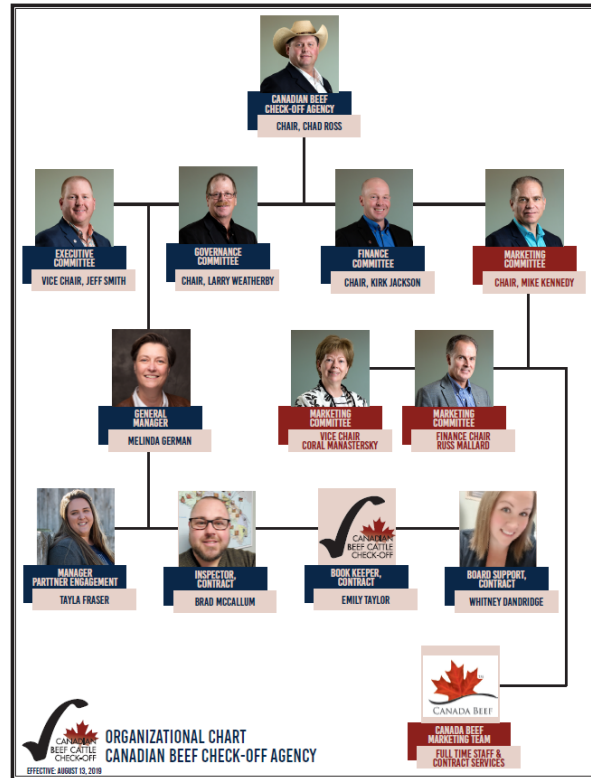 CANADIAN BEEF
CHECK-OFF AGENCY
CHAIR, CHAD ROSS
EXECUTIVE
COMMITTEE
VICE CHAIR, JEFF SMITH
GOVERNANCE
COMMITTEE
CHAIR, LARRY WEATHERBY
FINANCE
COMMITTEE
CHAIR, KIRK JACKSON
MARKETING
COMMITTEE
CHAIR, MIKE KENNEDY
GENERAL
MANAGER
MELINDA GERMAN
MARKETING
COMMITTEE
VICE CHAIR
CORAL MANASTERSKY
MARKETING
COMMITTEE
FINANCE CHAIR
RUSS MALLARD
MANAGER
PARTTNER ENGAGEMENT
TAYLA FRASER
INSPECTOR,
CONTRACT
BRAD MCCALLUM
CANADIAN
BEEF CATTLE
CHECK-OFF
BOOK KEEPER,
CONTRACT
EMILY TAYLOR
BOARD SUPPORT,
CONTRACT
WHITNEY DANDRIDGE
CANADA BEEF
CANADA BEEF
MARKETING TEAM
FULL TIME STAFF &
CONTRACT SERVICES
CANADIAN
BEEF CATTLE
CHECK-OFF
ORGANIZATIONAL CHART
CANADIAN BEEF CHECK-OFF AGENCY
EFFECTIVE: AUGUST 13, 2019